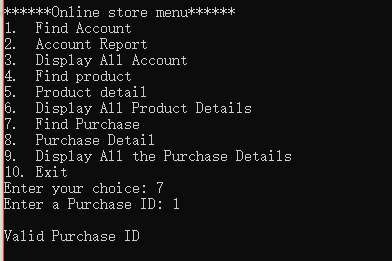 ******Online store menu******
1.  Find Account
2.  Account Report
3.  Display All Account
4.  Find product
5.  Product detail
6.  Display All Product Details
7.  Find Purchase
8.  Purchase Detail
9.  Display All the Purchase Details
10. Exit
Enter your choice: 7
Enter a Purchase ID: 1
Valid Purchase ID